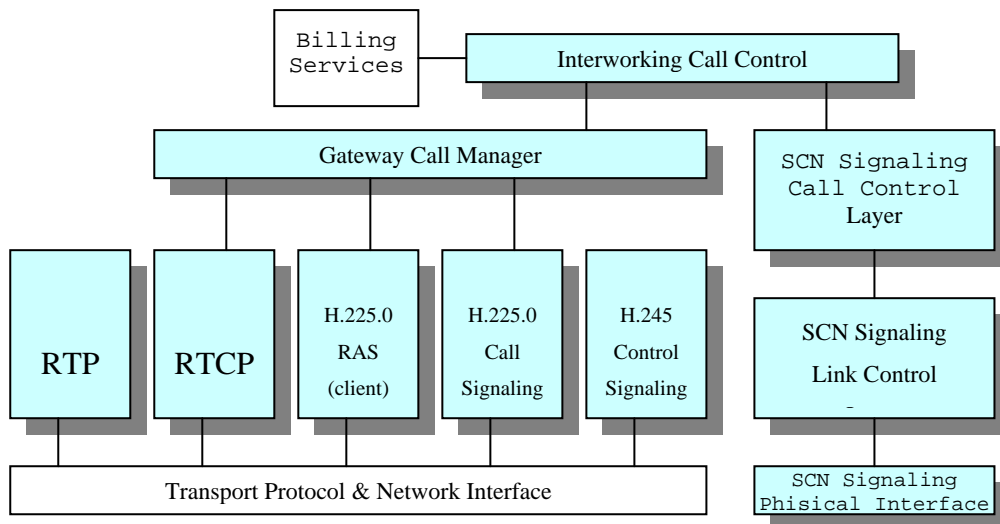 Billing
Services
Interworking Call Control
Gateway Call Manager
SCN Signaling
Call Control
Layer
RTP
RTCP
H.225.0
RAS
(client)
H.225.0
Call
Signaling
H.245
Control
Signaling
SCN Signaling
Link Control
Transport Protocol & Network Interface
SCN Signaling
Phisical Interface